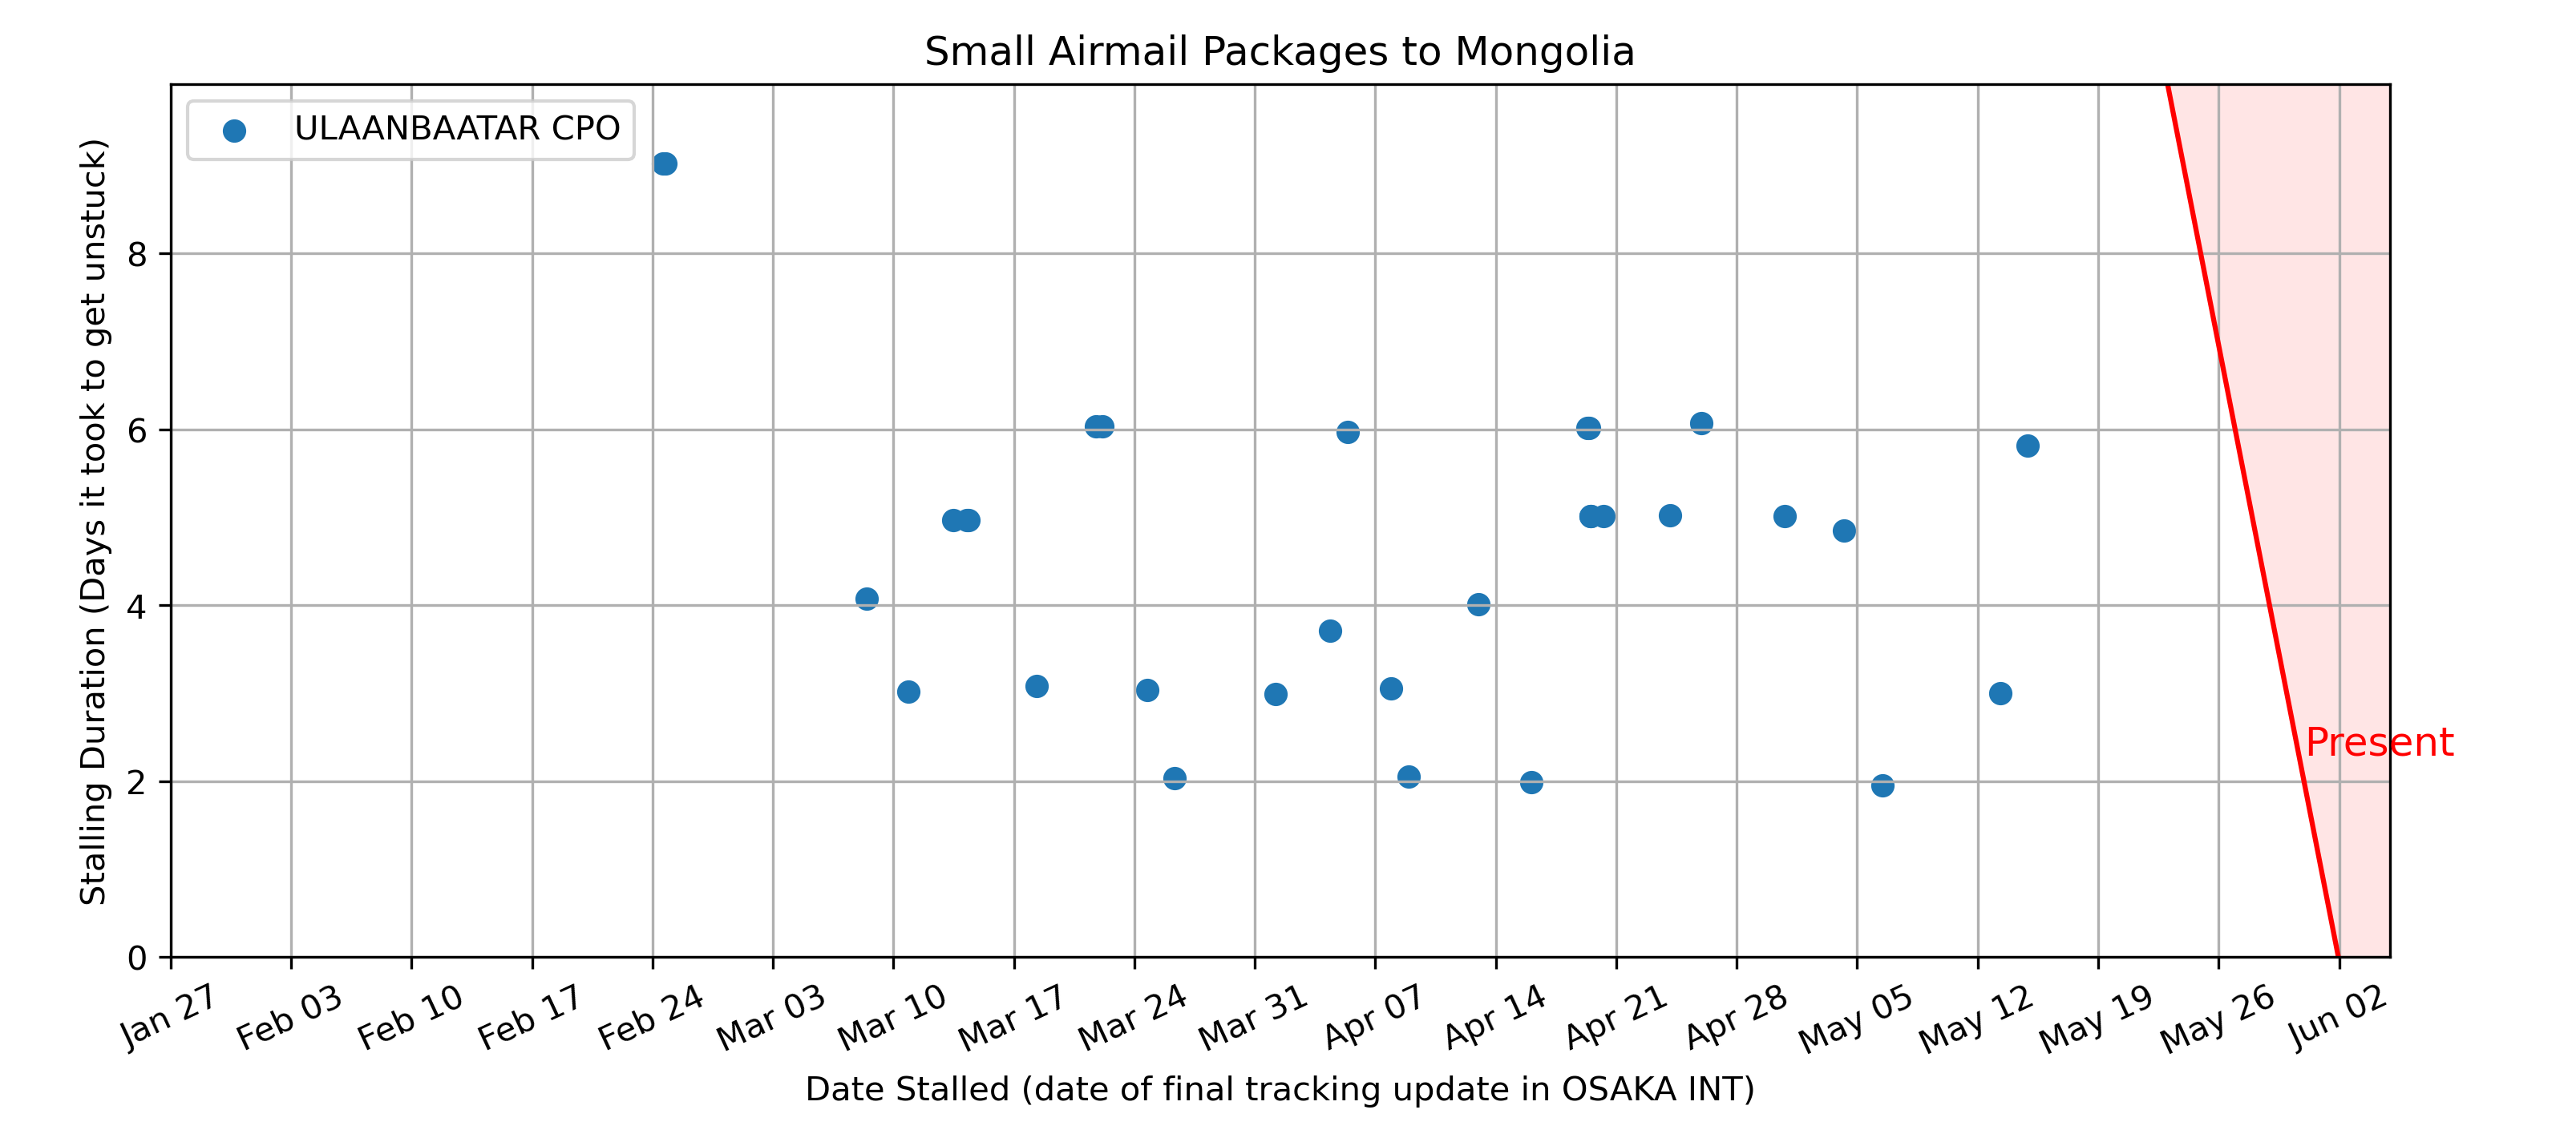 Small Airmail Packages to Mongolia
ULAANBAATAR CPO
Stalling Duration (Days it took to get unstuck)
8
6
4
2
0
Present
Jan 27
Feb 03
Feb 10
Feb 17
Feb 24
Mar 03
Mar 10
Mar 17
Mar 24
Mar 31
Apr 07
Apr 14
Apr 21
Apr 28
May 05
May 12
May 19
May 26
Jun 02
Date Stalled (date of final tracking update in OSAKA INT)